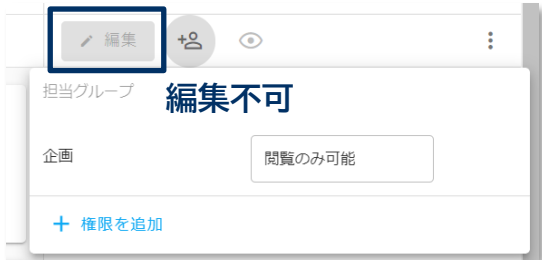 編集
担当グループ
編集不可
企画
閲覧のみ可能
+ 権限を追加